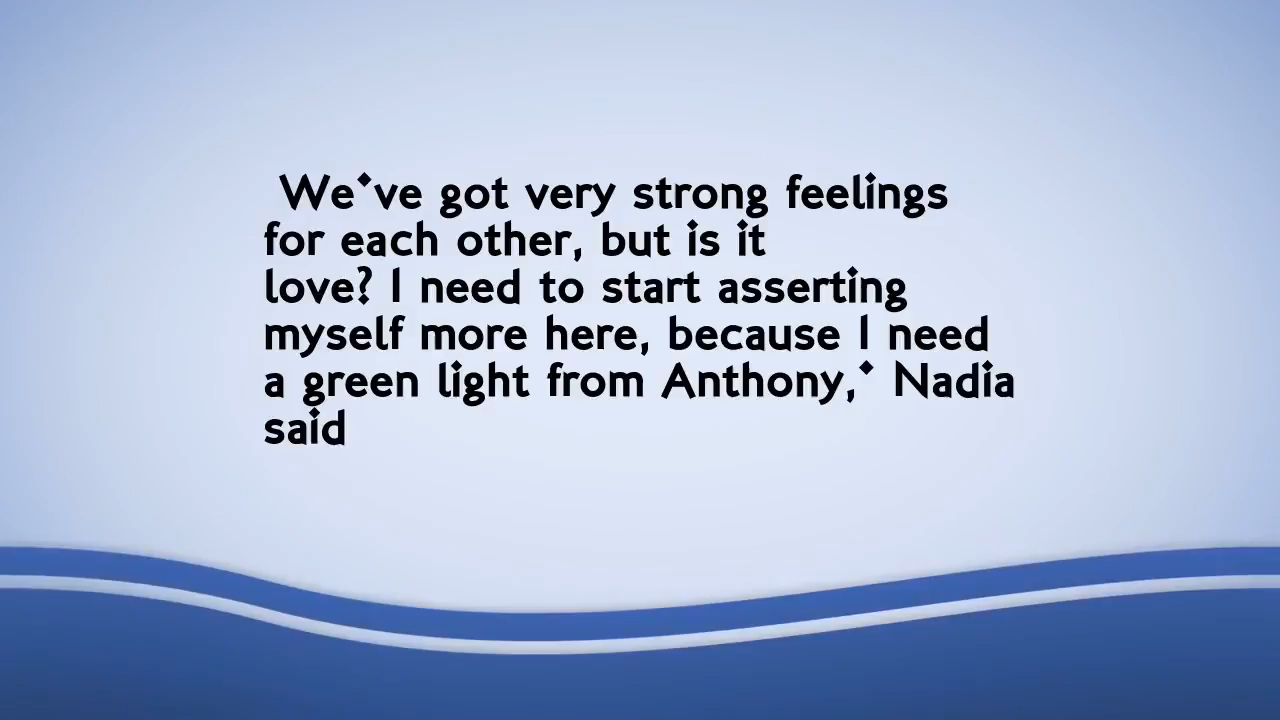 We've got very strong feelings
for each other, but is it
love? I need to start asserting
myself more here, because I need
a green light from Anthony,' Nadia
said